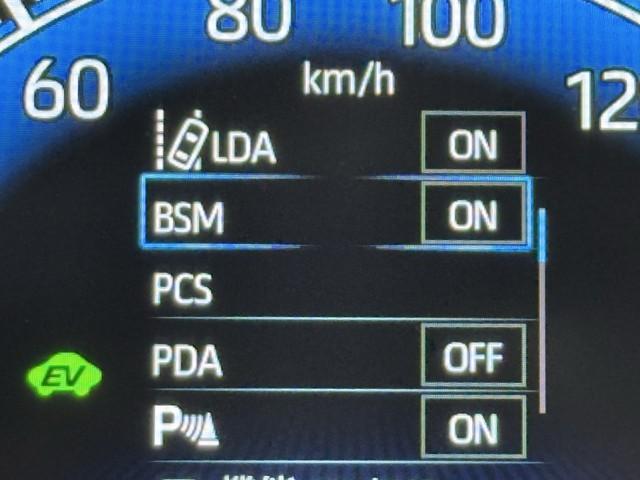 80 100
60 km/h 12
LDA ON
BSM ON
PCS
EV PDA OFF
P ON